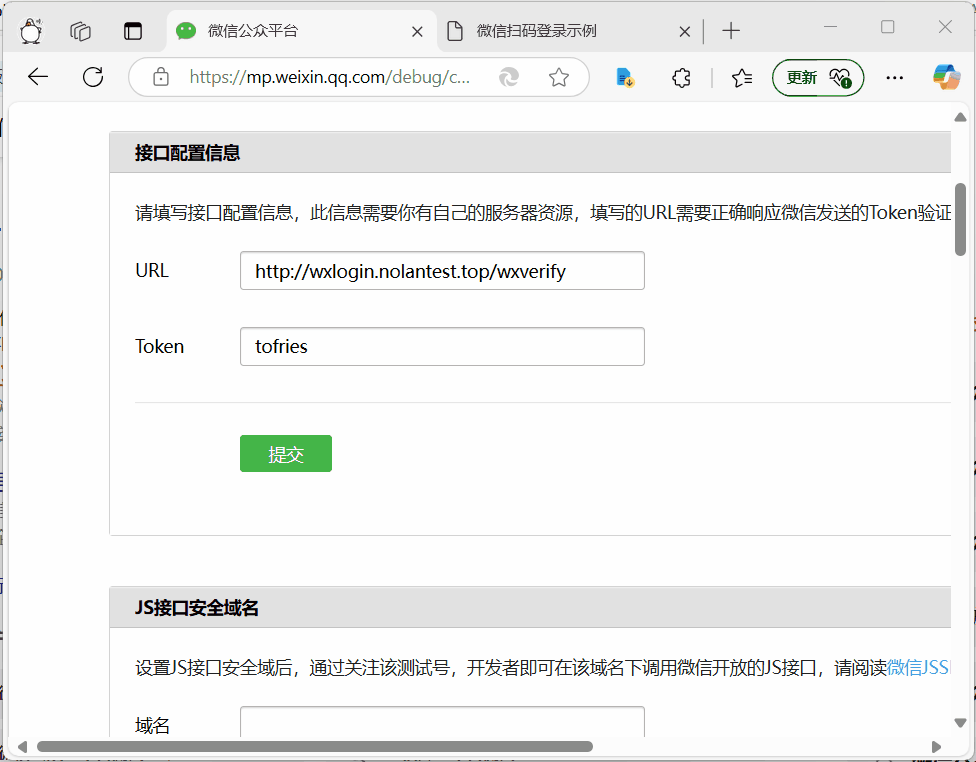 微信公众平台
微信扫码登录示例
https://mp.weixin.qq.com/debug/c...
更新
接口配置信息
请填写接口配置信息，此信息需要你有自己的服务器资源，填写的URL需要正确响应微信发送的Token验证
URL
http://wxlogin.nolantest.top/wxverify
Token
tofries
提交
JS接口安全域名
设置JS接口安全域后，通过关注该测试号，开发者即可在该域名下调用微信开放的JS接口，请阅读微信JSS
域名